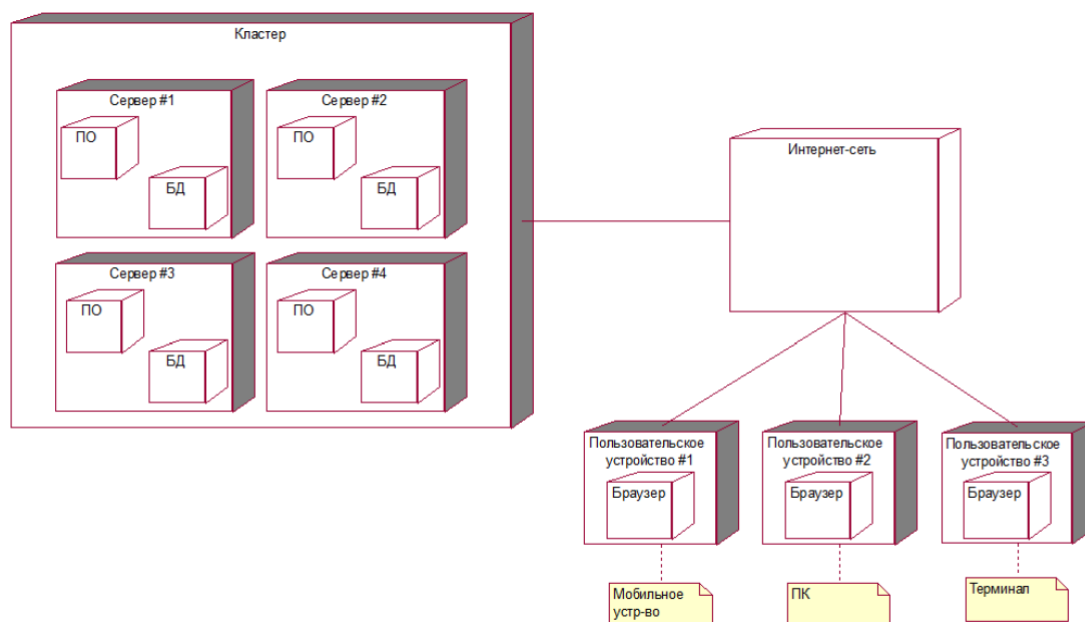 Кластер
Сервер #1
ПО
БД
Сервер #2
ПО
БД
Сервер #3
ПО
БД
Сервер #4
ПО
БД
Интернет-сеть
Пользовательское
устройство #1
Браузер
Пользовательское
устройство #2
Браузер
Пользовательское
устройство #3
Браузер
Мобильное
устр-во
ПК
Терминал